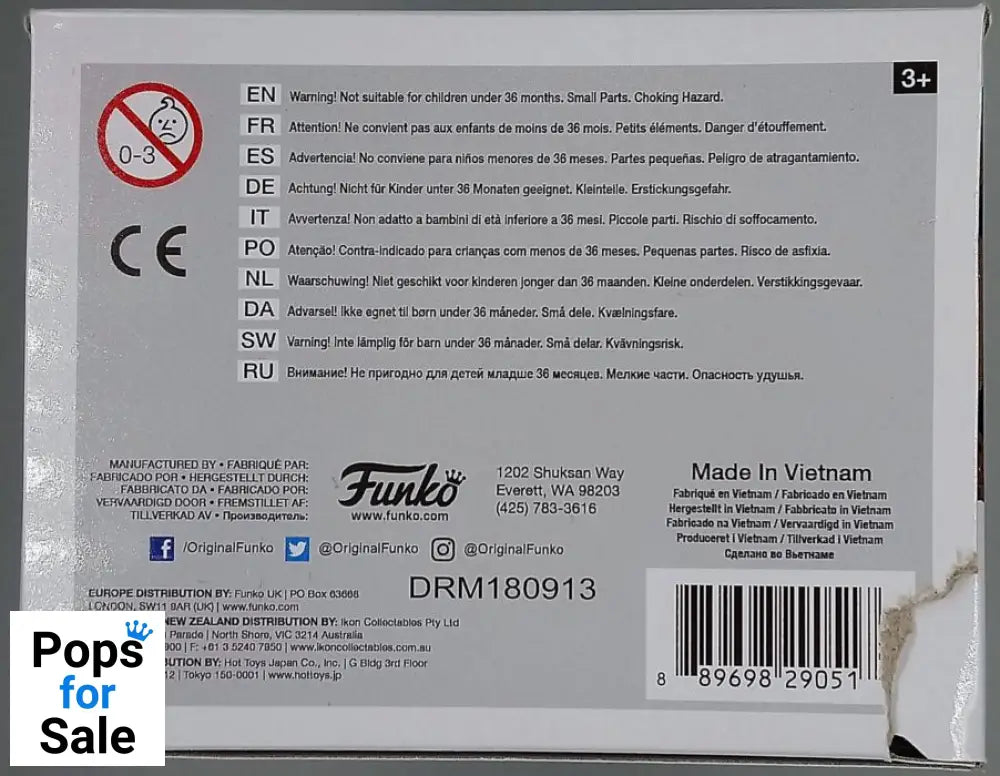 3+
0-3
EN Warning! Not suitable for children under 36 months. Small Parts. Choking Hazard.
FR Attention! Ne convient pas aux enfants de moins de 36 mois. Petits éléments. Danger d'étouffement.
ES Advertencia! No conviene para niños menores de 36 meses. Partes pequeñas. Peligro de atragantamiento.
DE Achtung! Nicht für Kinder unter 36 Monaten geeignet. Kleinteile. Erstickungsgefahr.
IT Avvertenza! Non adatto a bambini di età inferiore a 36 mesi. Piccole parti. Rischio di soffocamento.
PO Atenção! Contra-indicado para crianças com menos de 36 meses. Pequenas partes. Risco de asfixia.
NL Waarschuwing! Niet geschikt voor kinderen jonger dan 36 maanden. Kleine onderdelen. Verstikkingsgevaar.
DA Advarsel! Ikke egnet til børn under 36 måneder. Små dele. Kvælningsfare.
SW Varning! Inte lämplig för barn under 36 månader. Små delar. Kvävningsrisk.
RU Внимание! Не пригодно для детей младше 36 месяцев. Мелкие части. Опасность удушья.
CE
MANUFACTURED BY • FABRIQUÉ PAR:
FABRICADO POR • HERGESTELLT DURCH:
FABBRICATO DA • FABRICADO POR:
VERVAARDIGD DOOR • FREMSTILLET AF:
TILLVERKAD AV • Производитель:
Funko
www.funko.com
1202 Shuksan Way
Everett, WA 98203
(425) 783-3616
/OriginalFunko @OriginalFunko @OriginalFunko
Made In Vietnam
Fabriqué en Vietnam / Fabricado en Vietnam
Hergestellt in Vietnam / Fabbricato in Vietnam
Fabricado na Vietnam / Vervaardigd in Vietnam
Produceret i Vietnam / Tillverkad i Vietnam
Сделано во Вьетнаме
DRM180913
EUROPE DISTRIBUTION BY: Funko UK | PO Box 63668
LONDON, SW11 9AR (UK) | www.funko.com
NEW ZEALAND DISTRIBUTION BY: Ikon Collectables Pty Ltd
Parade | North Shore, VIC 3214 Australia
900 | F: +61 3 5240 7950 | www.ikoncollectables.com.au
UTION BY: Hot Toys Japan Co., Inc. | G Bldg 3rd Floor
12 | Tokyo 150-0001 | www.hottoys.jp
8 89698 29051
Pops
for
Sale